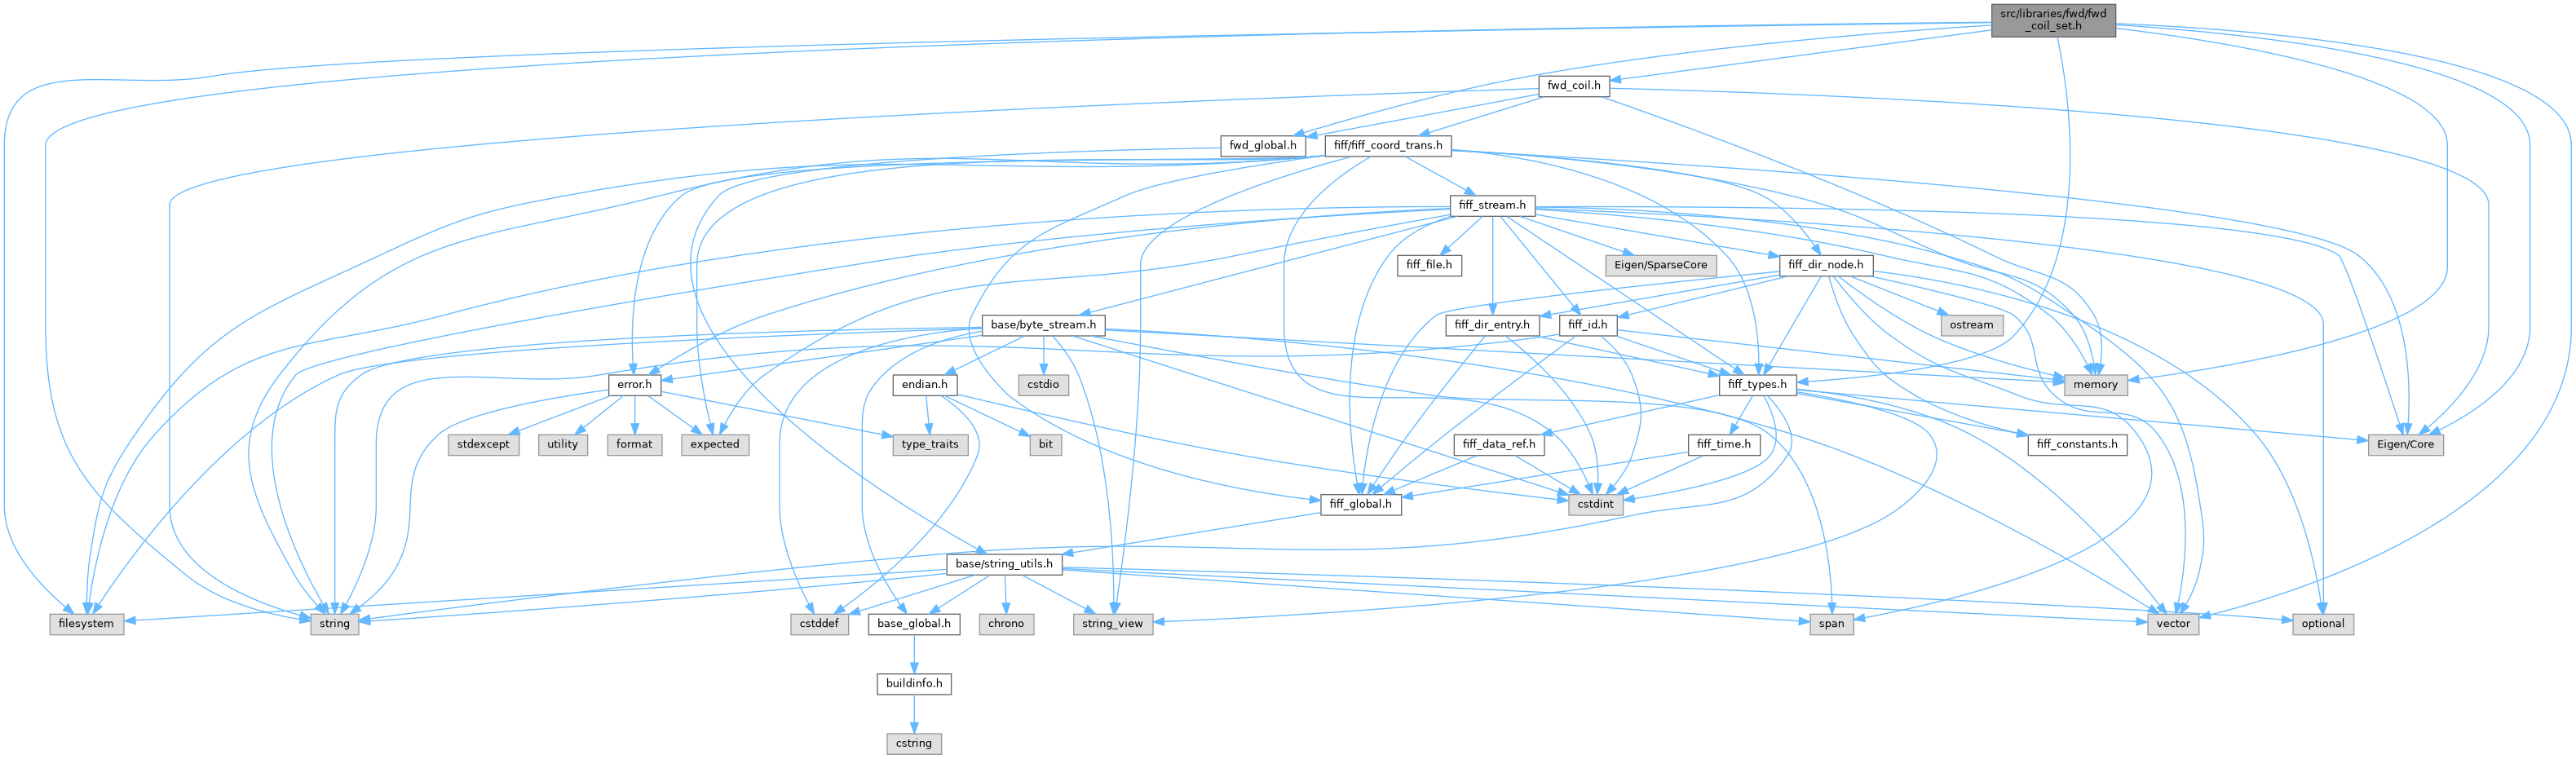 src/libraries/fwd/fwd
_coil_set.h
fwd_coil.h
fwd_global.h
fiff/fiff_coord_trans.h
fiff_stream.h
fiff_file.h
Eigen/SparseCore
fiff_dir_node.h
base/byte_stream.h
fiff_dir_entry.h
fiff_id.h
ostream
error.h
endian.h
cstdio
fiff_types.h
memory
stdexcept
utility
format
expected
type_traits
bit
fiff_data_ref.h
fiff_time.h
fiff_constants.h
Eigen/Core
fiff_global.h
cstdint
base/string_utils.h
filesystem
string
cstddef
base_global.h
chrono
string_view
span
vector
optional
buildinfo.h
cstring